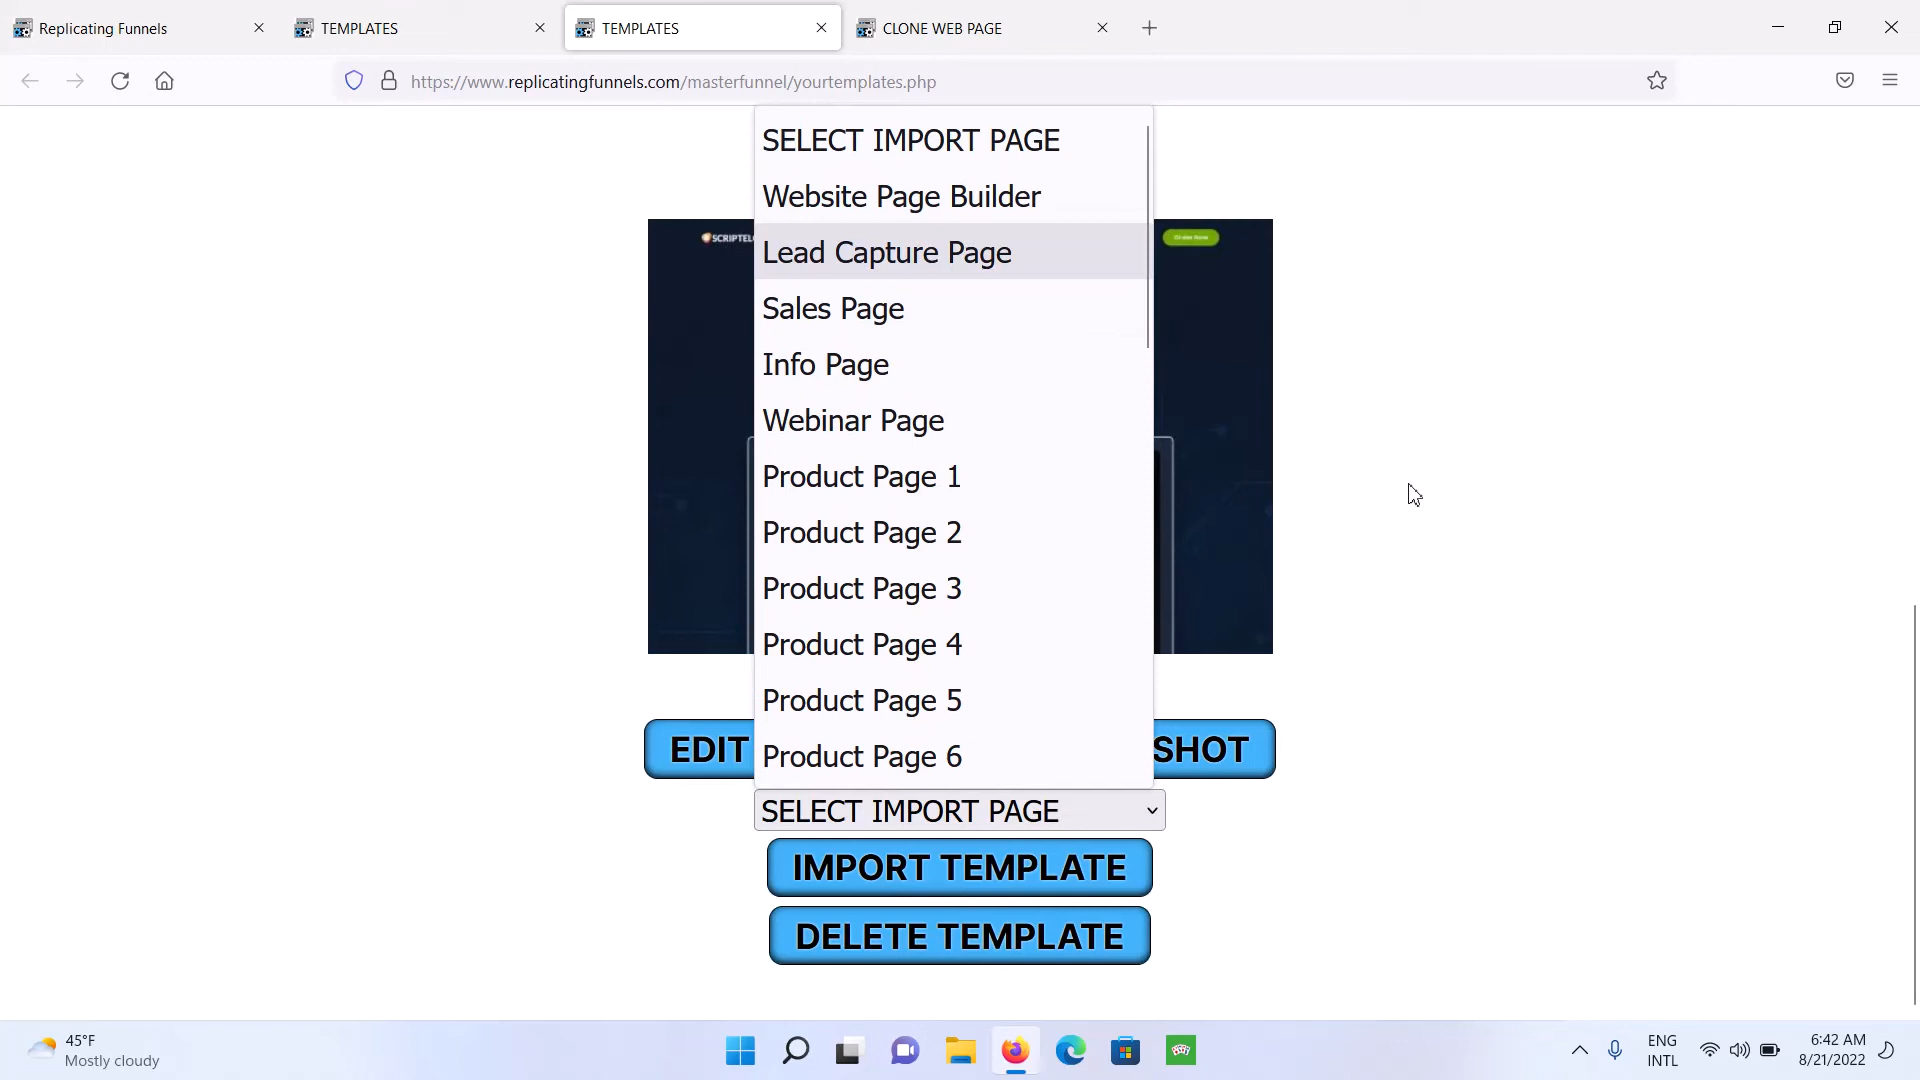 Replicating Funnels
TEMPLATES
TEMPLATES
CLONE WEB PAGE
https://www.replicatingfunnels.com/masterfunnel/yourtemplates.php
SELECT IMPORT PAGE
Website Page Builder
SCRIPTEL
Lead Capture Page
Sales Page
Info Page
Webinar Page
Product Page 1
Product Page 2
Product Page 3
Product Page 4
Product Page 5
Product Page 6
EDIT
SHOT
SELECT IMPORT PAGE
IMPORT TEMPLATE
DELETE TEMPLATE
45°F
Mostly cloudy
ENG
INTL
6:42 AM
8/21/2022